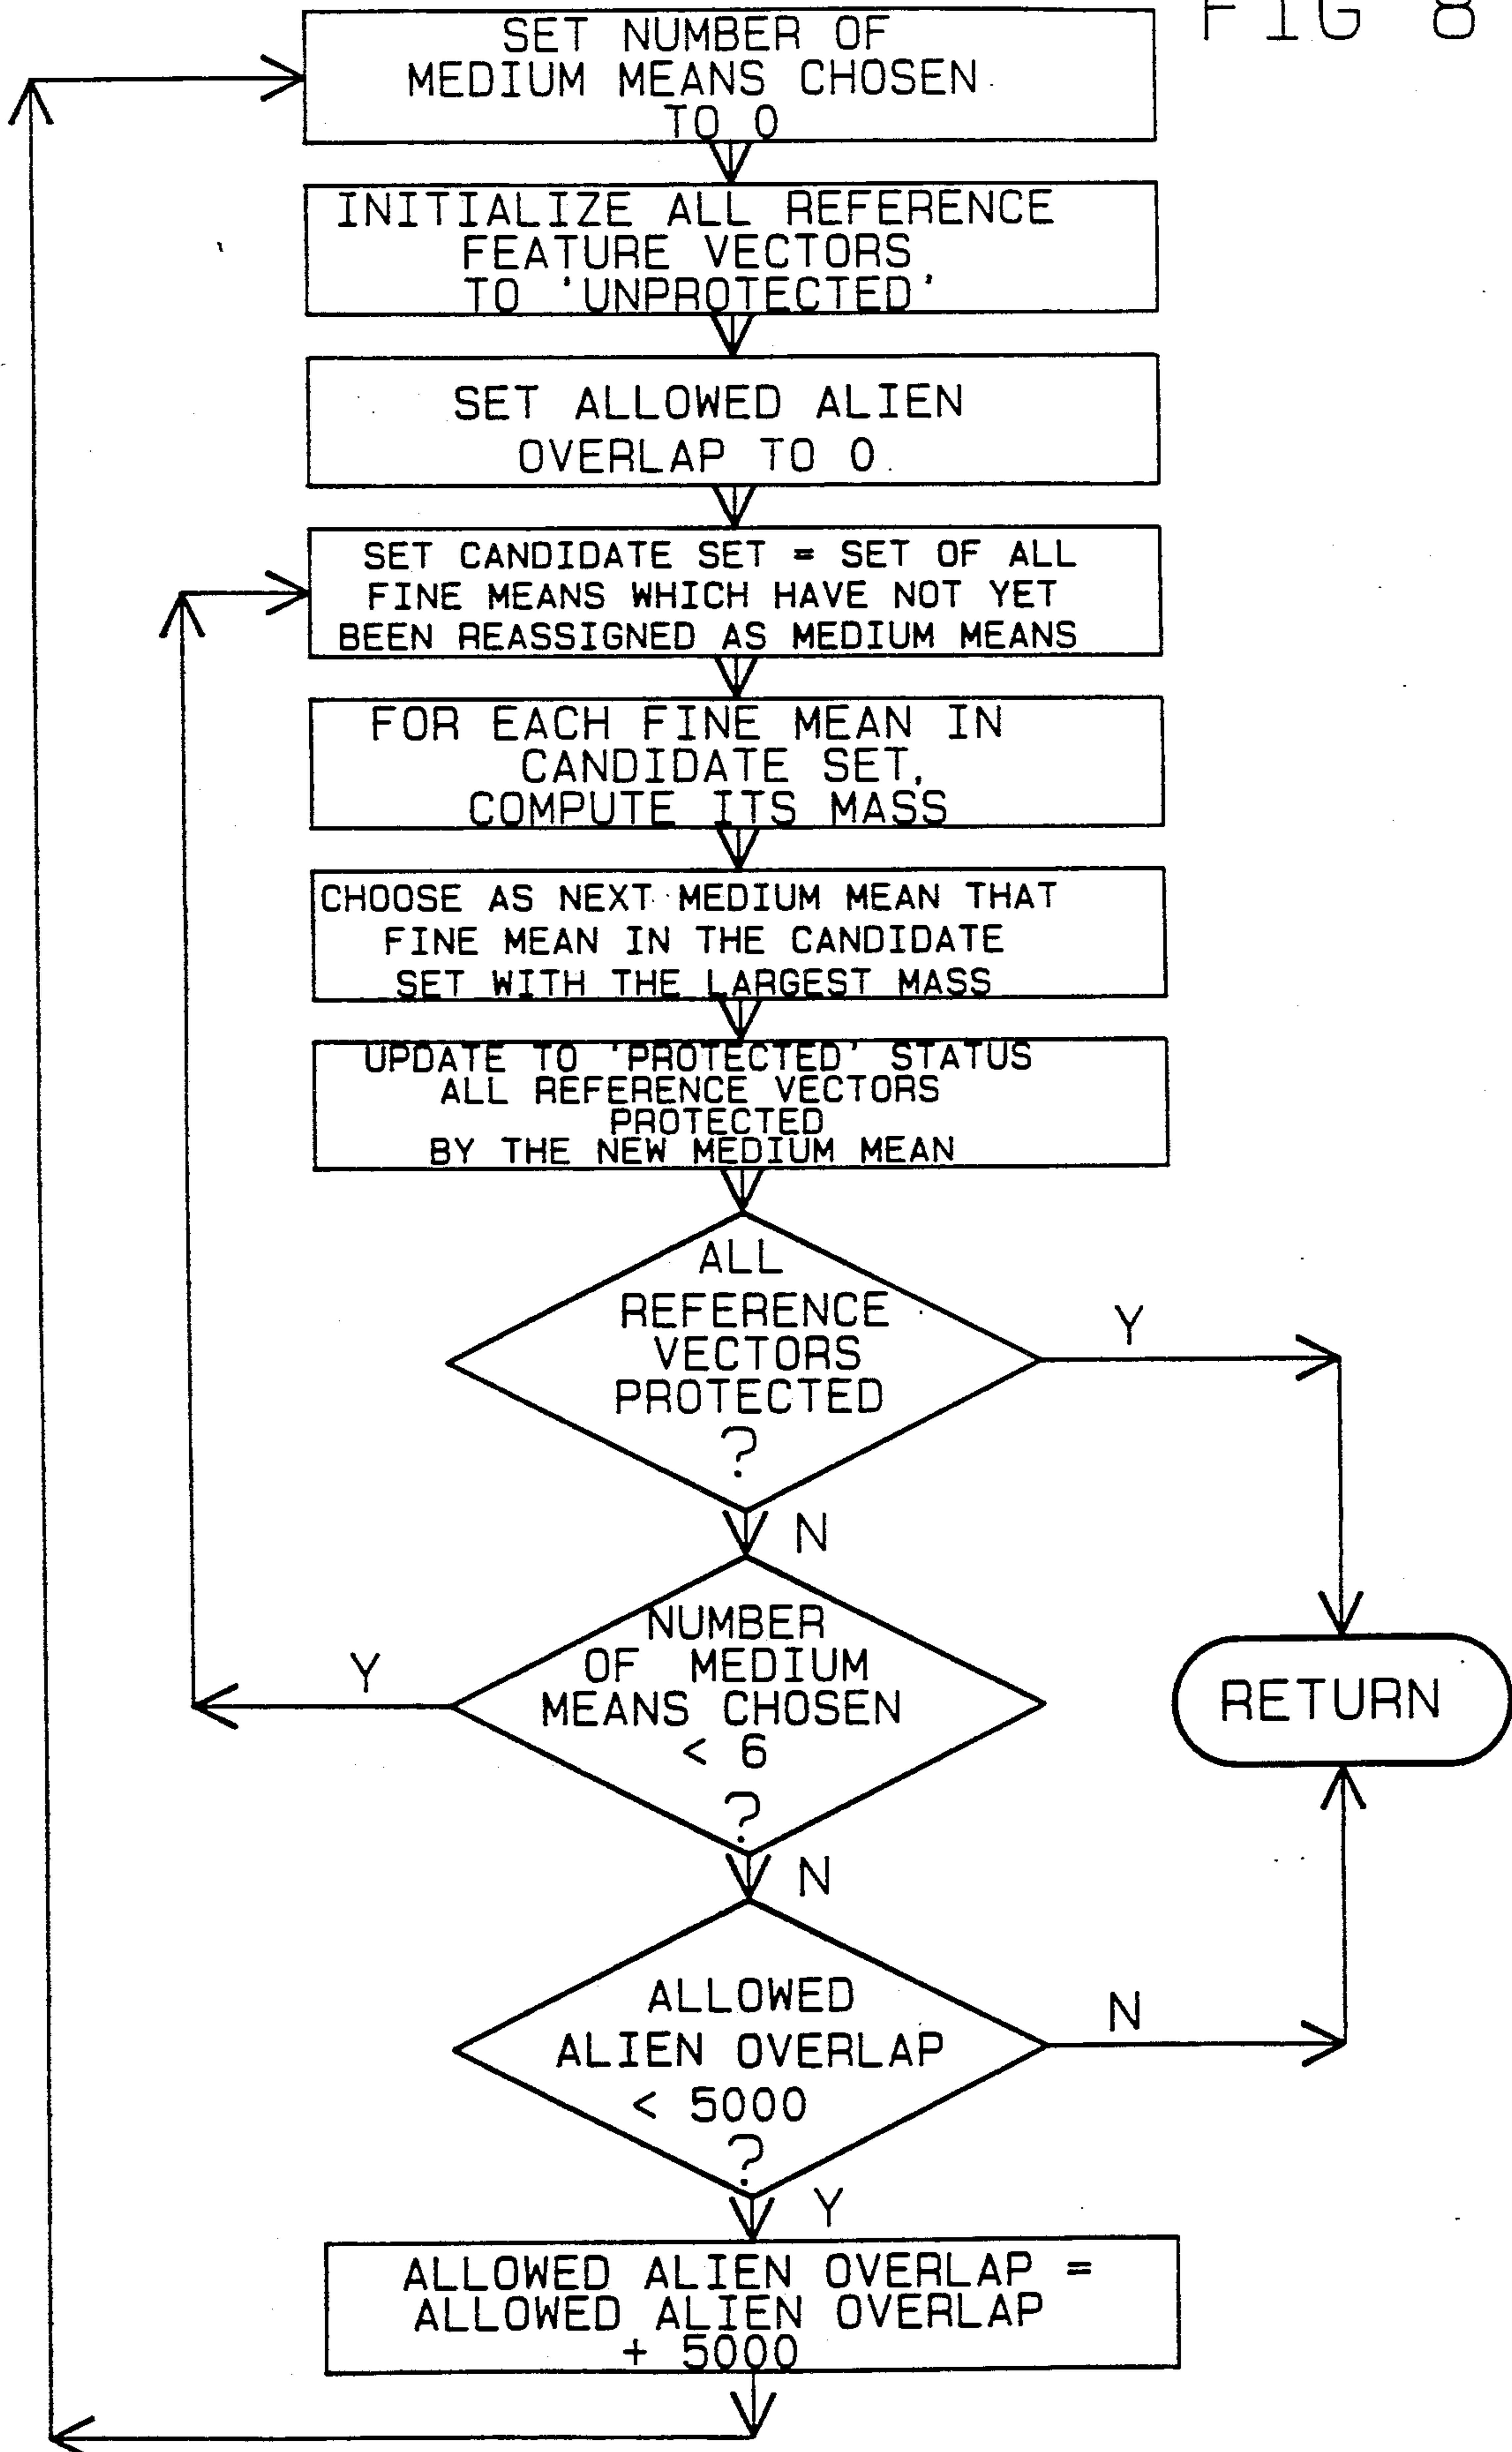 FIG 8
SET NUMBER OF
MEDIUM MEANS CHOSEN
TO 0
INITIALIZE ALL REFERENCE
FEATURE VECTORS
TO 'UNPROTECTED'
SET ALLOWED ALIEN
OVERLAP TO 0
SET CANDIDATE SET = SET OF ALL
FINE MEANS WHICH HAVE NOT YET
BEEN REASSIGNED AS MEDIUM MEANS
FOR EACH FINE MEAN IN
CANDIDATE SET,
COMPUTE ITS MASS
CHOOSE AS NEXT MEDIUM MEAN THAT
FINE MEAN IN THE CANDIDATE
SET WITH THE LARGEST MASS
UPDATE TO 'PROTECTED' STATUS
ALL REFERENCE VECTORS
PROTECTED
BY THE NEW MEDIUM MEAN
ALL
REFERENCE
VECTORS
PROTECTED
?
Y
N
NUMBER
OF MEDIUM
MEANS CHOSEN
< 6
?
Y
RETURN
N
ALLOWED
ALIEN OVERLAP
< 5000
?
N
Y
ALLOWED ALIEN OVERLAP =
ALLOWED ALIEN OVERLAP
+ 5000